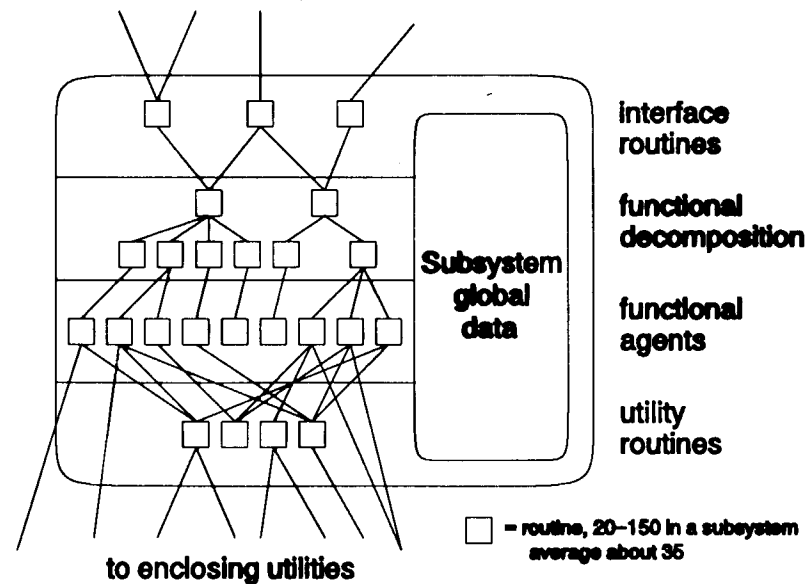 interface
routines
functional
decomposition
Subsystem
global
data
functional
agents
utility
routines
= routine, 20–150 in a subsystem
average about 35
to enclosing utilities